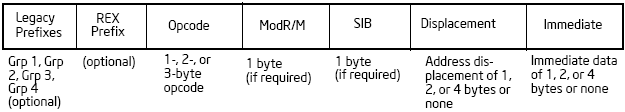 Legacy
Prefixes
REX
Prefix
Opcode
ModR/M
SIB
Displacement
Immediate
Grp 1, Grp
2, Grp 3,
Grp 4
(optional)
(optional)
1-, 2-, or
3-byte
opcode
1 byte
(if required)
1 byte
(if required)
Address dis-
placement of 1,
2, or 4 bytes or
none
Immediate data
of 1, 2, or 4
bytes or none